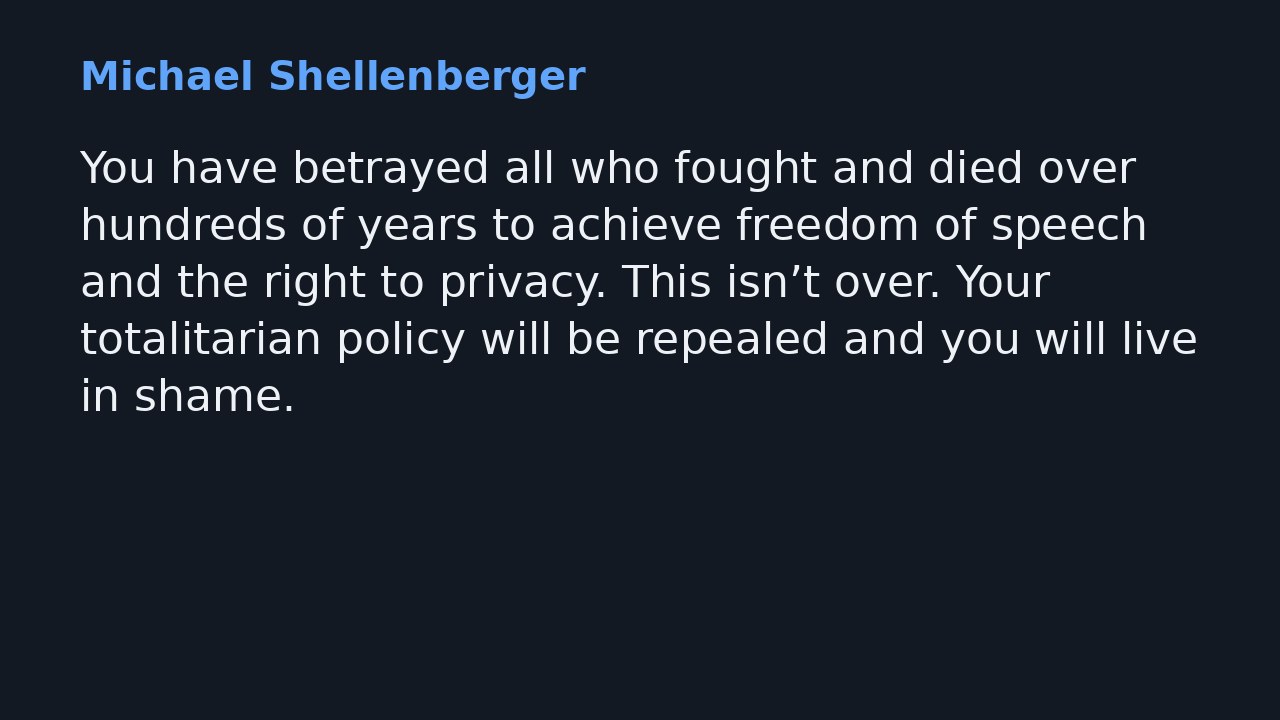 Michael Shellenberger
You have betrayed all who fought and died over
hundreds of years to achieve freedom of speech
and the right to privacy. This isn’t over. Your
totalitarian policy will be repealed and you will live
in shame.